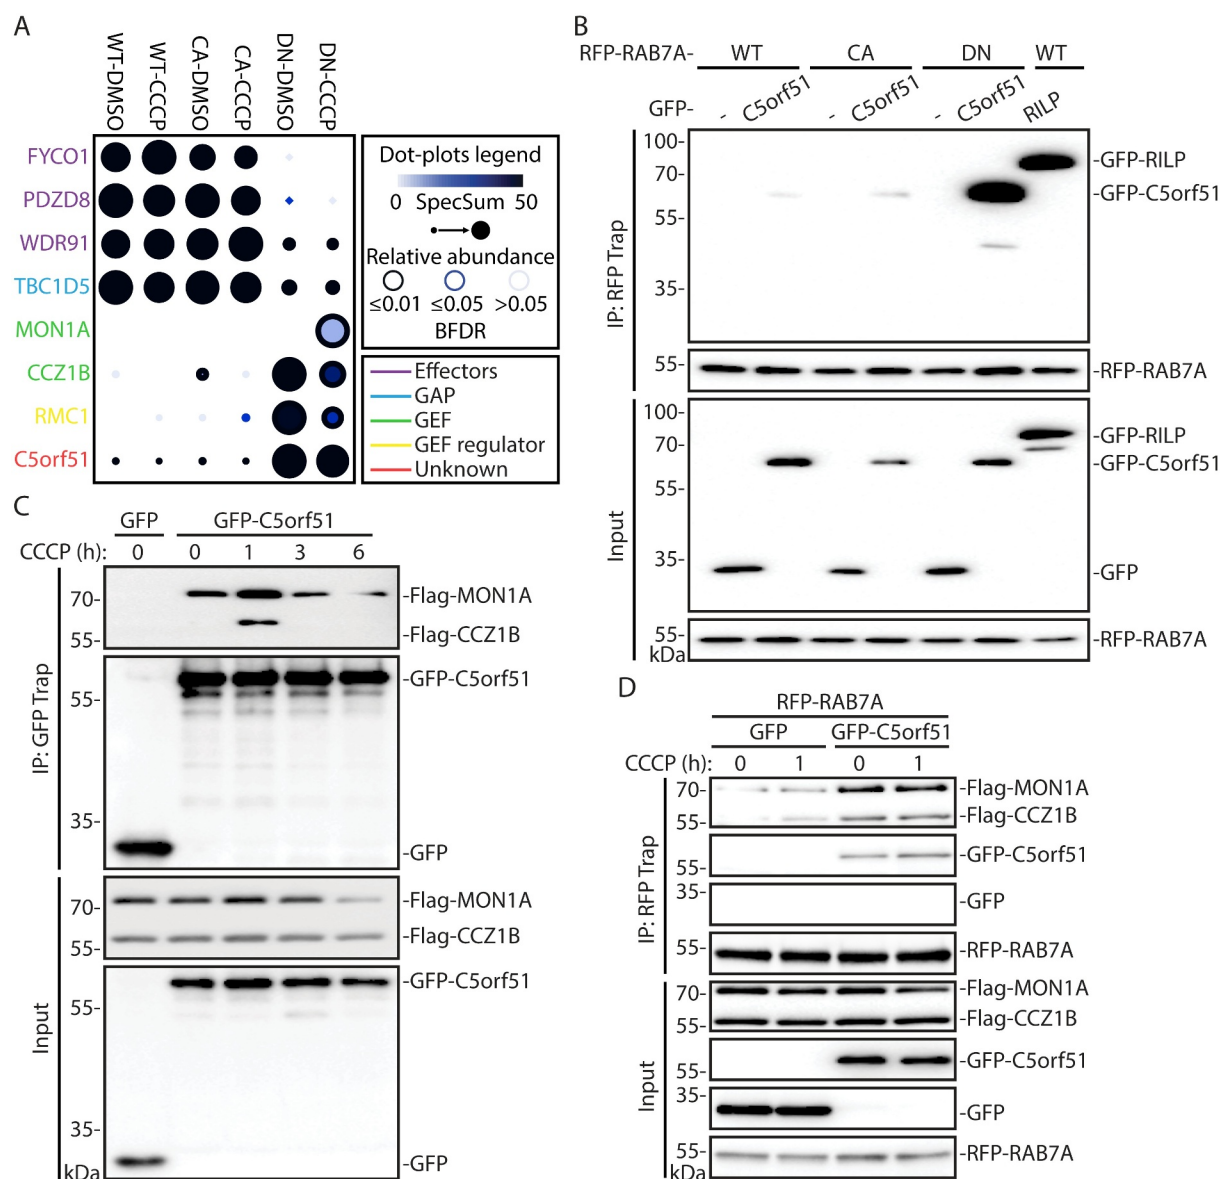 A
WT-DMSO
WT-CCCP
CA-DMSO
CA-CCCP
DN-DMSO
DN-CCCP
FYCO1
PDZD8
WDR91
TBC1D5
MON1A
CCZ1B
RMC1
C5orf51
Dot-plots legend
0 SpecSum 50
Relative abundance
≤0.01 ≤0.05 >0.05
BFDR
Effectors
GAP
GEF
GEF regulator
Unknown
B
RFP-RAB7A- WT CA DN WT
GFP- - C5orf51 - C5orf51 - C5orf51 RILP
IP: RFP Trap
100-
70-
55-
35-
-GFP-RILP
-GFP-C5orf51
55- -RFP-RAB7A
Input
100-
70-
55-
35-
-GFP-RILP
-GFP-C5orf51
-GFP
55- -RFP-RAB7A
kDa
C
GFP GFP-C5orf51
CCCP (h): 0 0 1 3 6
IP: GFP Trap
70- -Flag-MON1A
55- -Flag-CCZ1B
-GFP-C5orf51
55-
35-
-GFP
Input
70- -Flag-MON1A
55- -Flag-CCZ1B
-GFP-C5orf51
55-
35-
-GFP
kDa
D
RFP-RAB7A
GFP GFP-C5orf51
CCCP (h): 0 1 0 1
IP: RFP Trap
70- -Flag-MON1A
55- -Flag-CCZ1B
55- -GFP-C5orf51
35- -GFP
55- -RFP-RAB7A
Input
70- -Flag-MON1A
55- -Flag-CCZ1B
55- -GFP-C5orf51
35- -GFP
55- -RFP-RAB7A
kDa